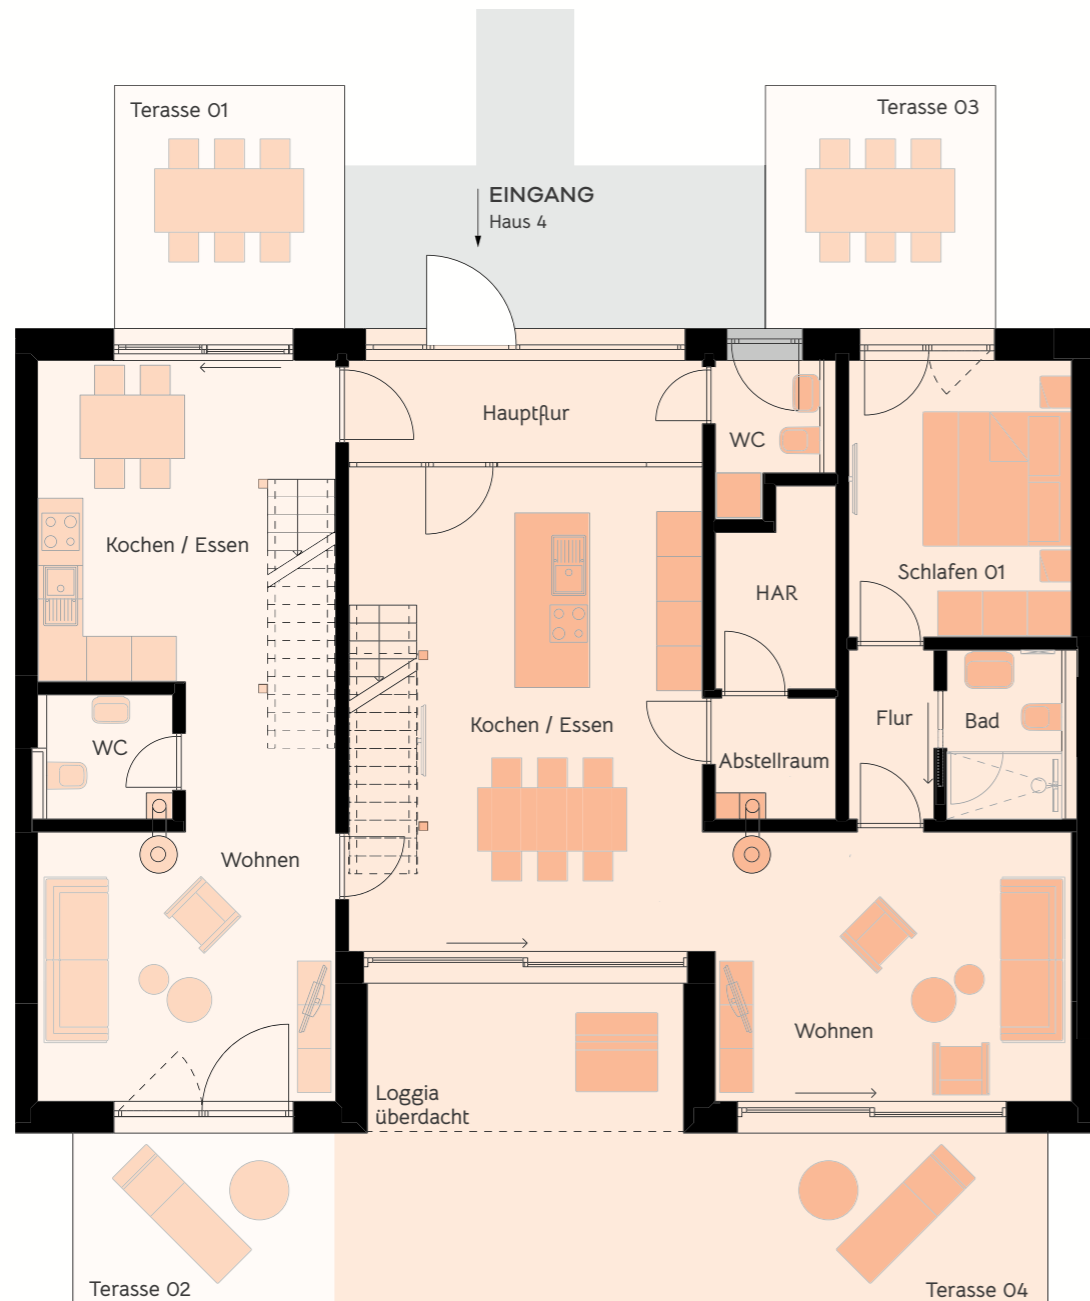 Terasse 01
Terasse 03
EINGANG
Haus 4
Hauptflur
WC
Kochen / Essen
Schlafen 01
HAR
Kochen / Essen
Flur
Bad
WC
Abstellraum
Wohnen
Wohnen
Loggia
überdacht
Terasse 02
Terasse 04